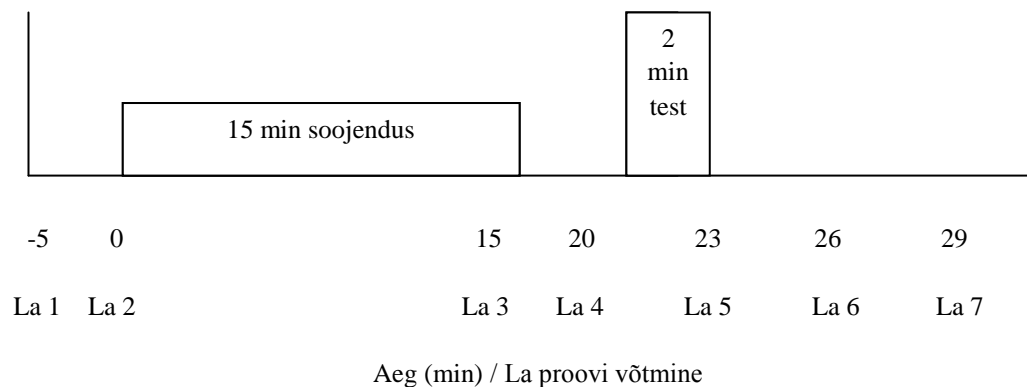 2
min
test
15 min soojendus
-5 0 15 20 23 26 29
La 1 La 2 La 3 La 4 La 5 La 6 La 7
Aeg (min) / La proovi võtmine